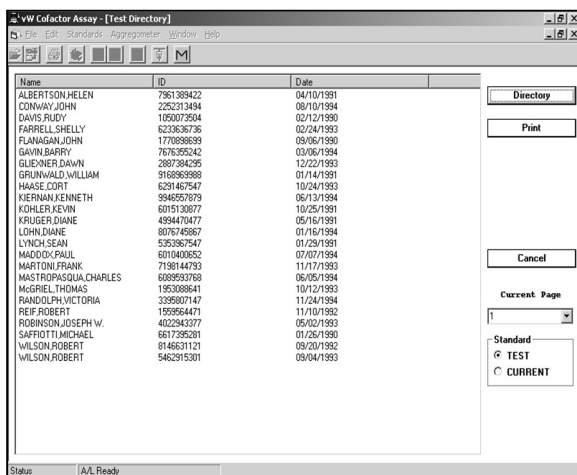 vW Cofactor Assay - [Test Directory]
File Edit Standards Aggregometer Window Help
M
Name ID Date
ALBERTSON,HELEN 7961389422 04/10/1991
CONWAY,JOHN 2252313494 08/10/1994
DAVIS,RUDY 1050073504 02/12/1990
FARRELL,SHELLY 6233636736 02/24/1993
FLANAGAN,JOHN 1770898699 09/06/1990
GAVIN,BARRY 7676355242 03/06/1994
GLIEXNER,DAWN 2887384295 12/22/1993
GRUNWALD,WILLIAM 9168969988 01/14/1991
HAASE,CORT 6291467547 10/24/1993
KIERNAN,KENNETH 9946557879 06/13/1994
KOHLER,KEVIN 6015130877 10/25/1991
KRUGER,DIANE 4994470477 05/16/1991
LOHN,DIANE 8076745867 01/16/1994
LYNCH,SEAN 5353967547 01/29/1991
MADDOX,PAUL 6010400652 07/07/1994
MARTONI,FRANK 7198144793 11/17/1993
MASTROPASQUA,CHARLES 6089593768 06/05/1994
McGRIEL,THOMAS 1953088641 10/12/1993
RANDOLPH,VICTORIA 3395807147 11/24/1994
REIF,ROBERT 1559564471 11/10/1992
ROBINSON,JOSEPH W. 4022943377 05/02/1993
SAFFIOTTI,MICHAEL 6617395281 01/26/1990
WILSON,ROBERT 8146631121 09/20/1992
WILSON,ROBERT 5462915301 09/04/1993
Directory
Print
Cancel
Current Page
1
Standard
TEST
CURRENT
Status A/L Ready